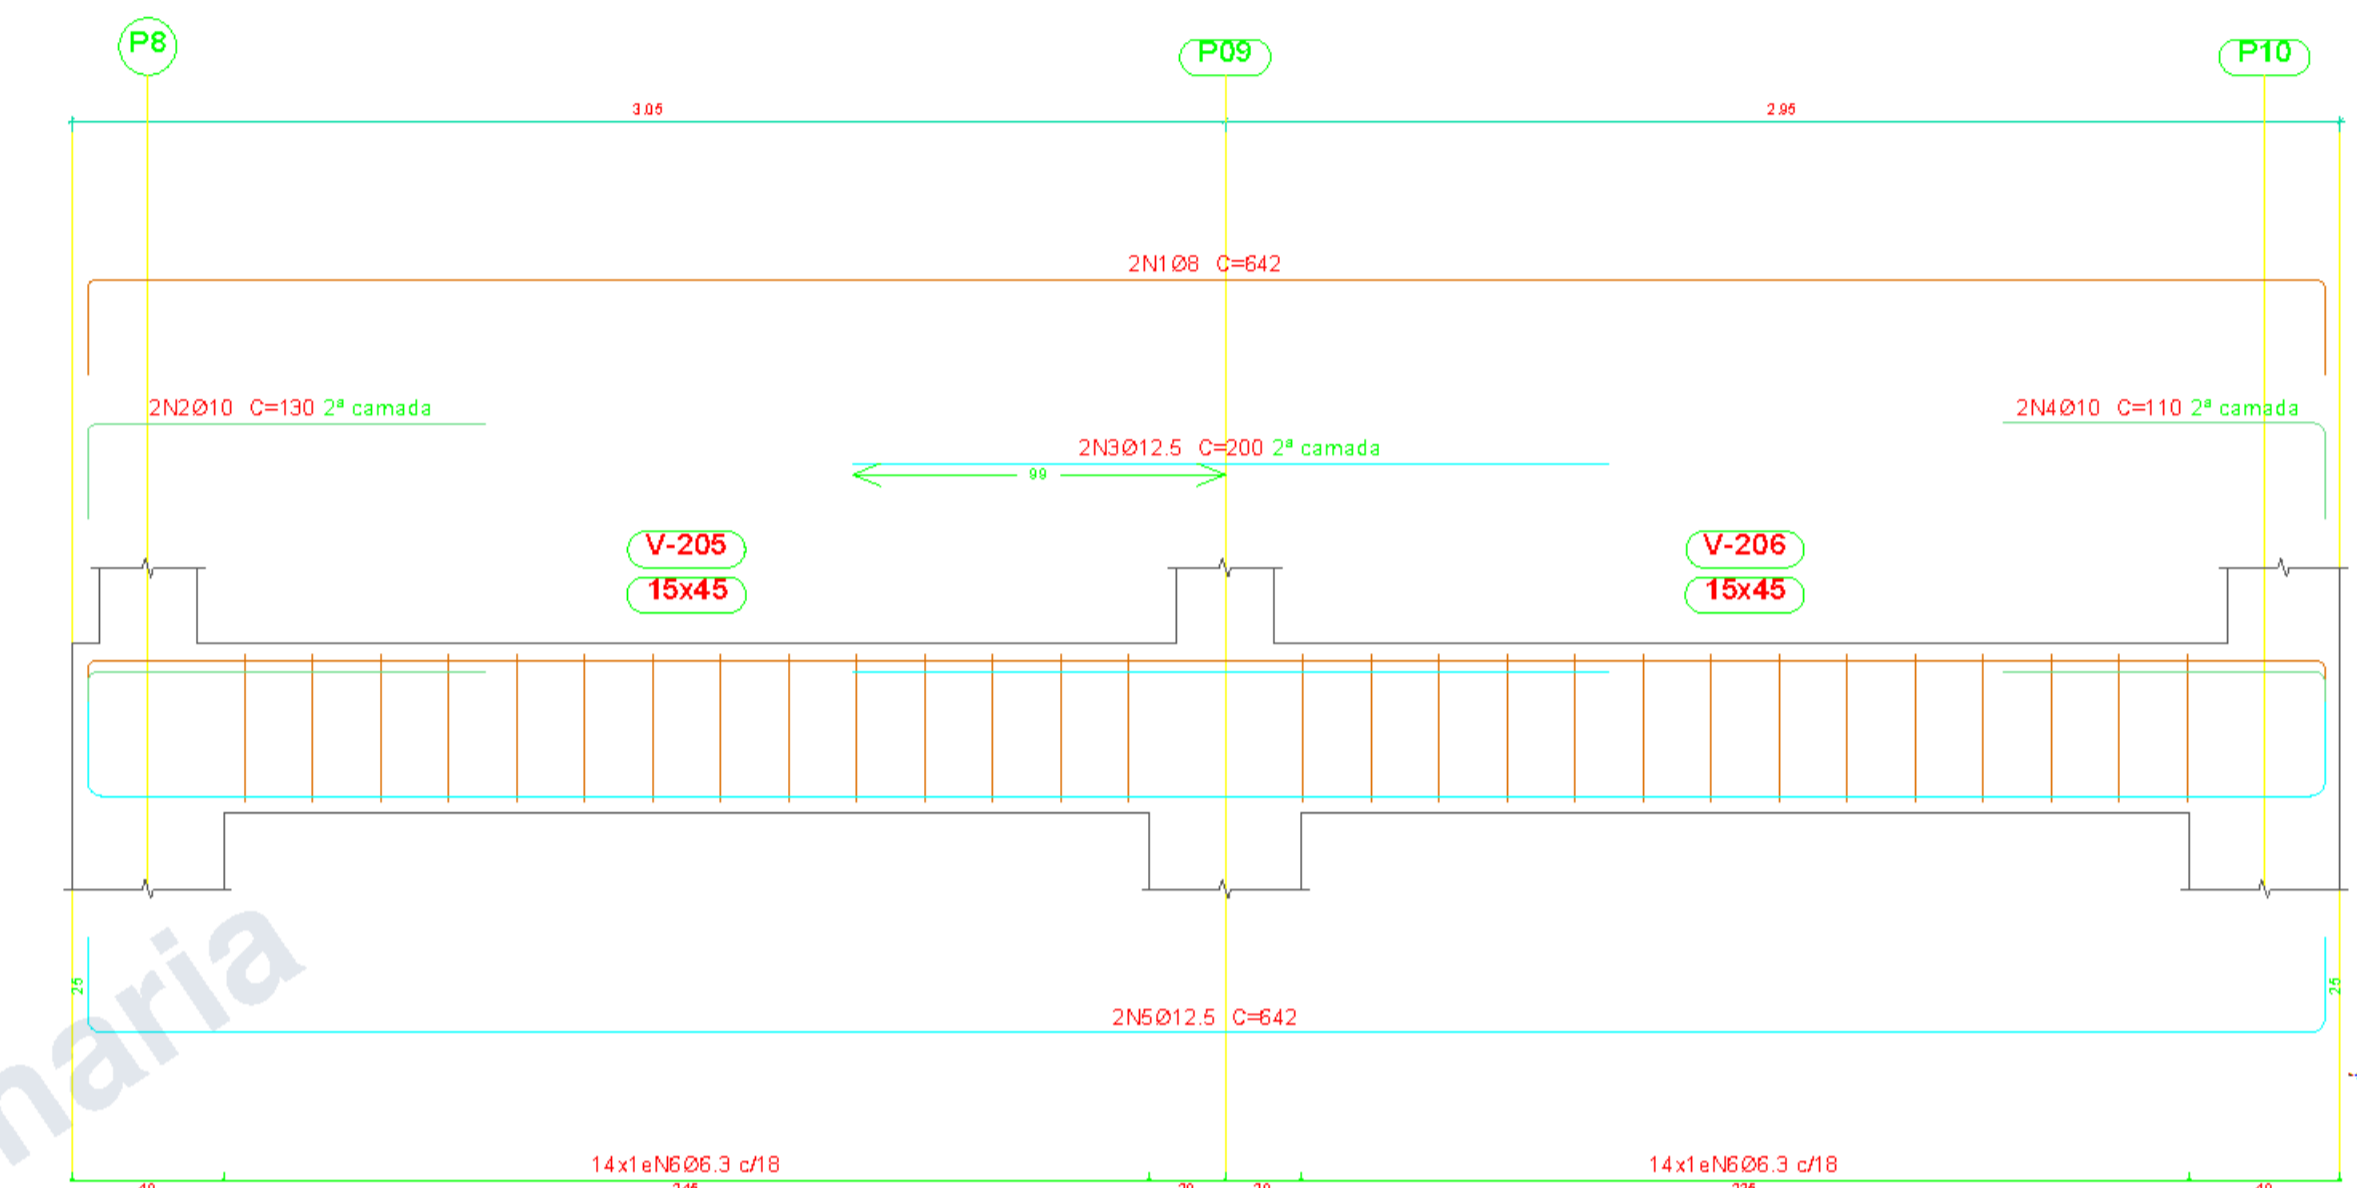 P8
P09
P10
3.05
2.95
2N1Ø8 C=642
2N2Ø10 C=130 2ª camada
2N4Ø10 C=110 2ª camada
2N3Ø12.5 C=200 2ª camada
99
V-205
V-206
15x45
15x45
25
25
2N5Ø12.5 C=642
naria
14x1eN6Ø6.3 c/18
14x1eN6Ø6.3 c/18